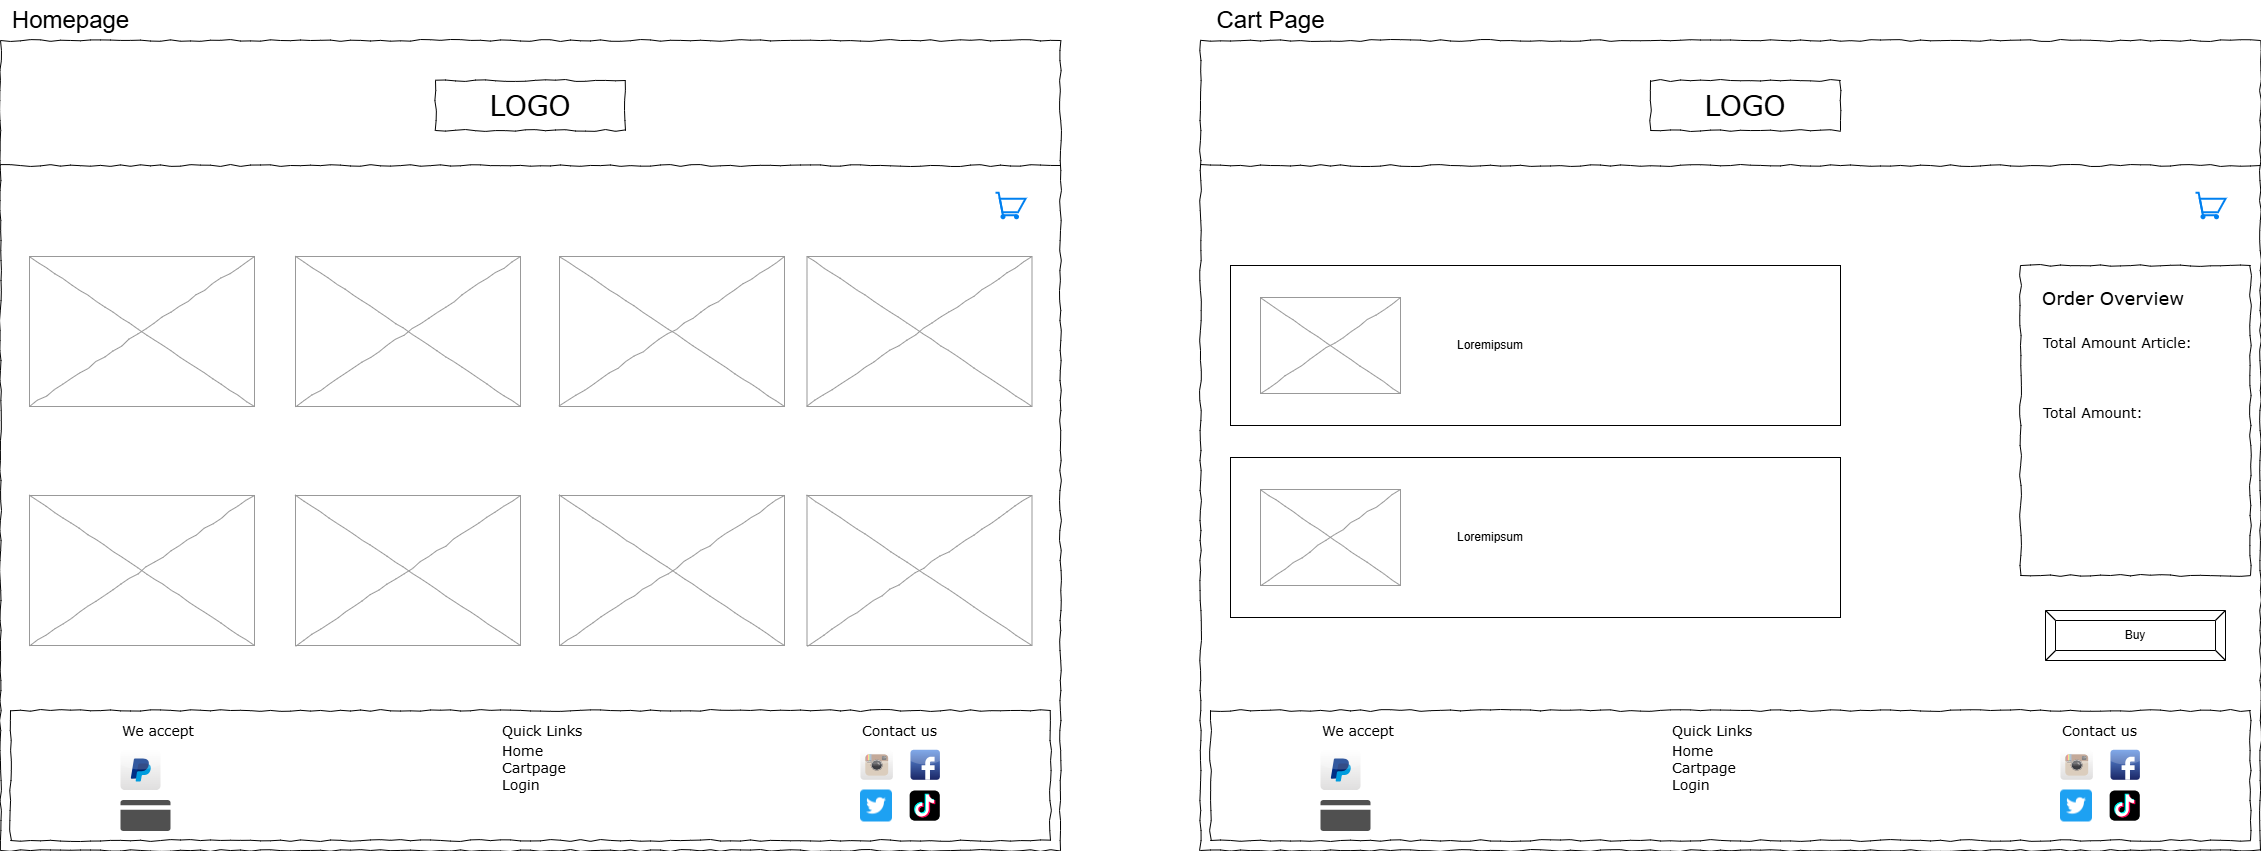 Homepage
LOGO
We accept
Quick Links
Home
Cartpage
Login
Contact us
Cart Page
LOGO
Loremipsum
Loremipsum
Order Overview
Total Amount Article:
Total Amount:
Buy
We accept
Quick Links
Home
Cartpage
Login
Contact us